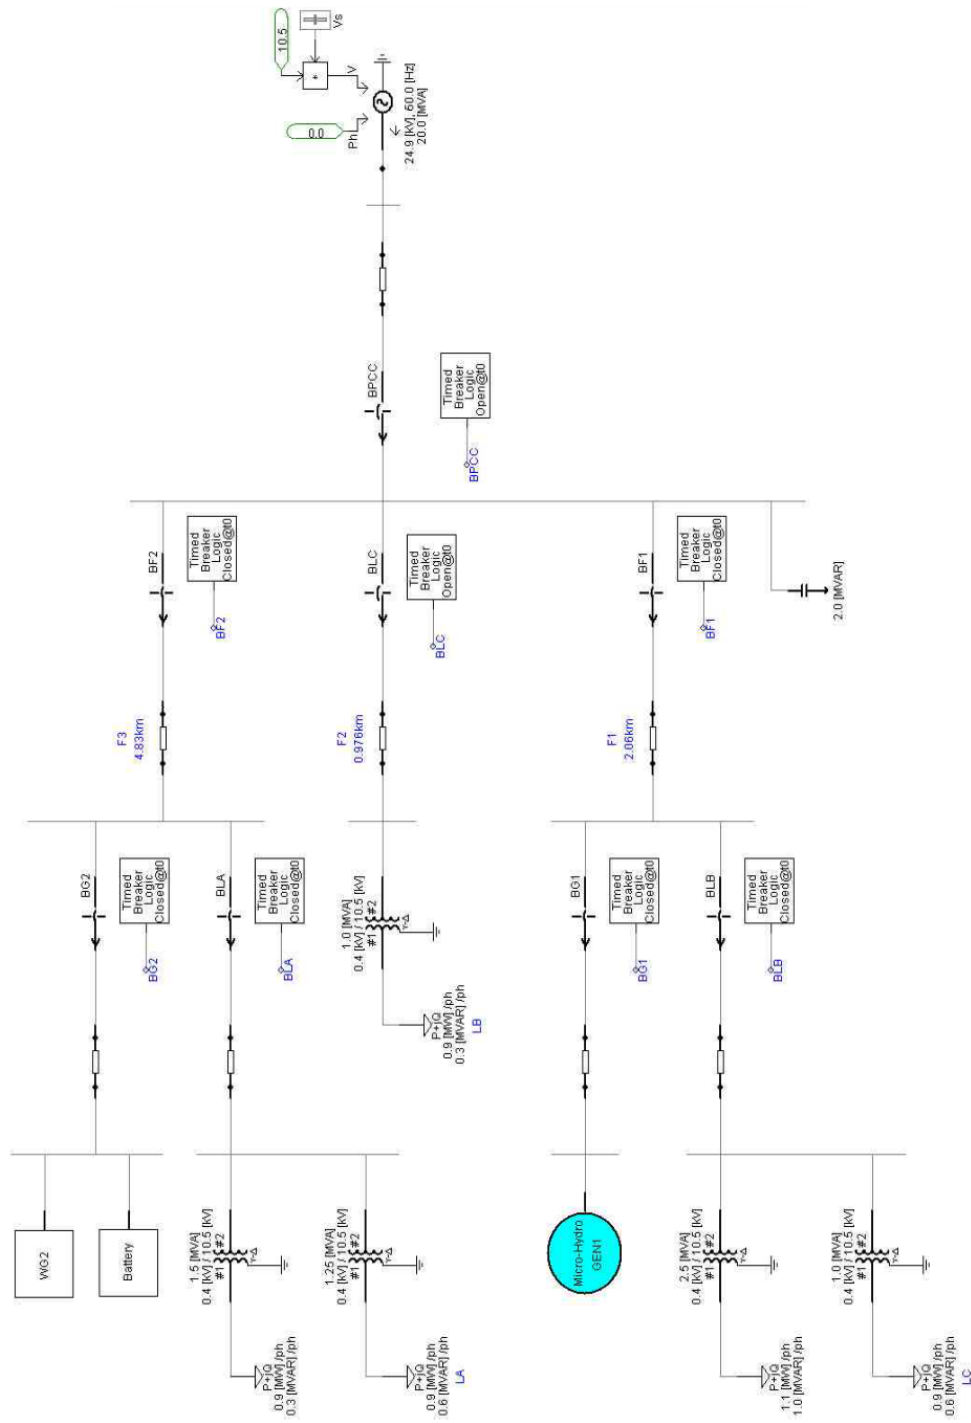 10.5
Vs
+
V
0.0
Ph
24.9 [kV], 60.0 [Hz]
20.0 [MVA]
BPCC
Timed
Breaker
Logic
Open@t0
BPCC
BF2
Timed
Breaker
Logic
Closed@t0
BF2
BLC
Timed
Breaker
Logic
Open@t0
BLC
BF1
Timed
Breaker
Logic
Closed@t0
BF1
2.0 [MVAR]
F3
4.83km
F2
0.976km
F1
2.06km
BG2
Timed
Breaker
Logic
Closed@t0
BG2
BLA
Timed
Breaker
Logic
Closed@t0
BLA
1.0 [MVA]
0.4 [kV] / 10.5 [kV]
#1 #2
P+jQ
0.9 [MW] /ph
0.3 [MVAR] /ph
LB
BG1
Timed
Breaker
Logic
Closed@t0
BG1
BLB
Timed
Breaker
Logic
Closed@t0
BLB
WG2
Battery
1.5 [MVA]
0.4 [kV] / 10.5 [kV]
#1 #2
P+jQ
0.9 [MW] /ph
0.3 [MVAR] /ph
1.25 [MVA]
0.4 [kV] / 10.5 [kV]
#1 #2
P+jQ
0.9 [MW] /ph
0.6 [MVAR] /ph
LA
Micro-Hydro
GEN1
2.5 [MVA]
0.4 [kV] / 10.5 [kV]
#1 #2
P+jQ
1.1 [MW] /ph
1.0 [MVAR] /ph
1.0 [MVA]
0.4 [kV] / 10.5 [kV]
#1 #2
P+jQ
0.9 [MW] /ph
0.6 [MVAR] /ph
LC